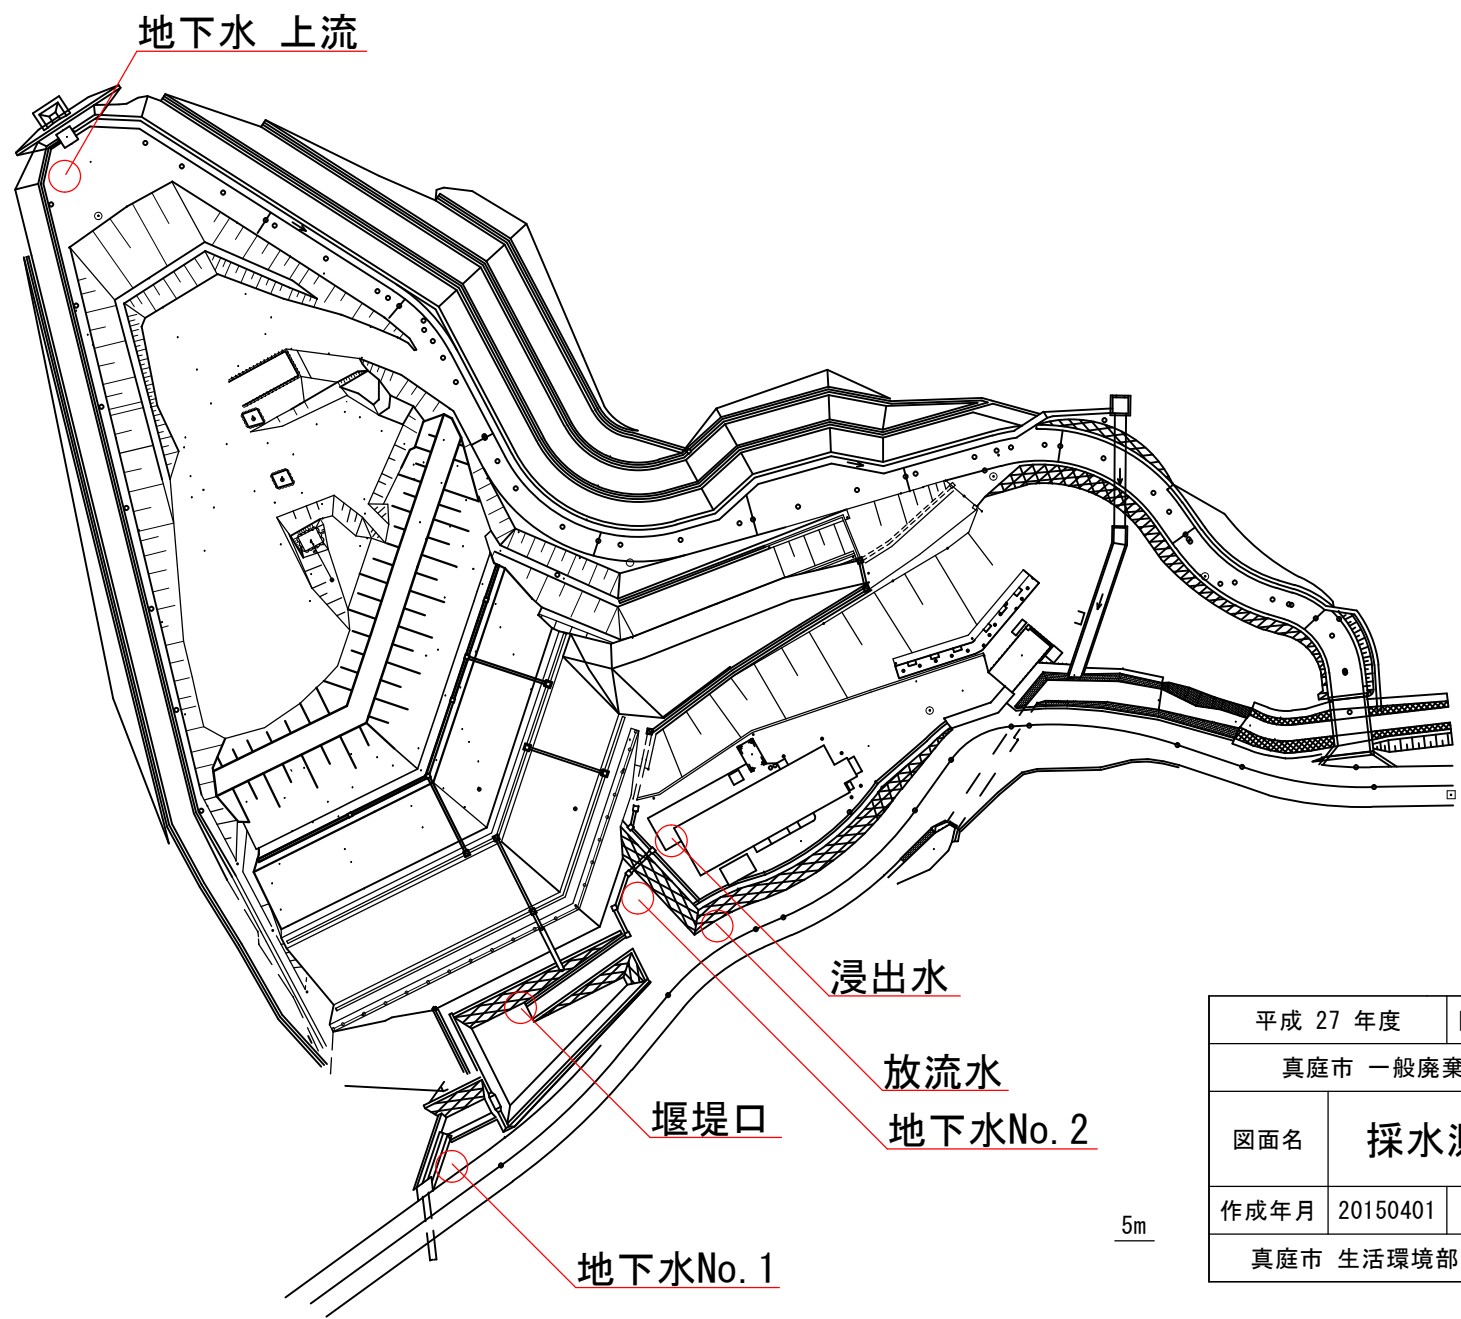 地下水 上流
浸出水
放流水
堰堤口
地下水No.2
地下水No.1
5m
平成 27 年度
真庭市 一般廃棄
図面名 採水
作成年月 20150401
真庭市 生活環境部